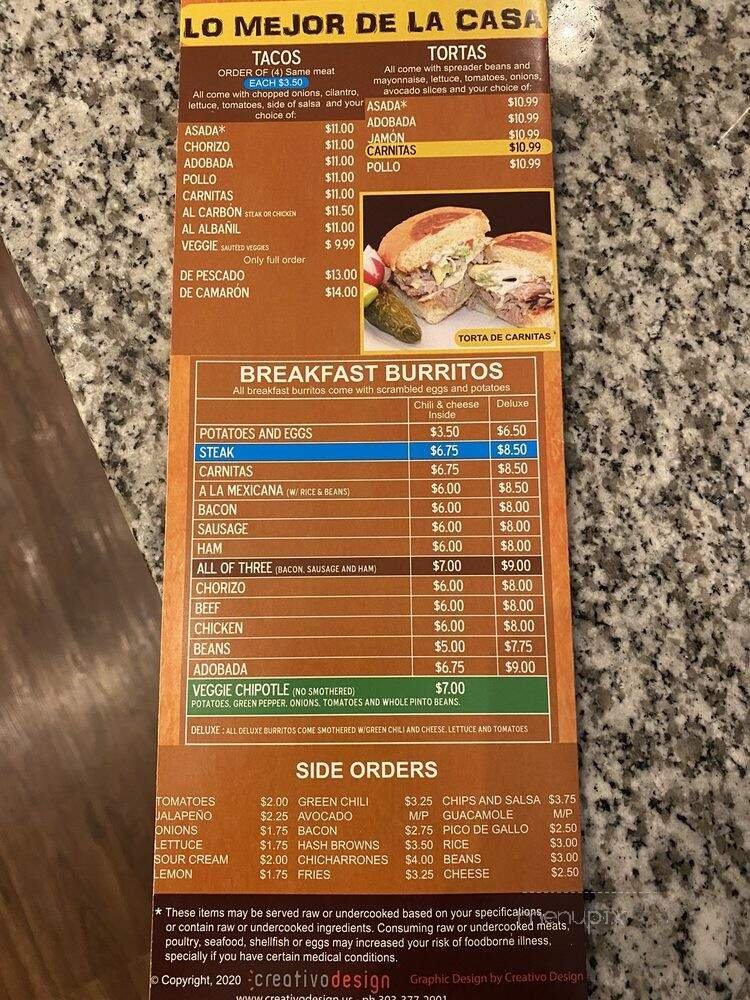 LO MEJOR DE LA CASA
TACOS
ORDER OF (4) Same meat
EACH $3.50
All come with chopped onions, cilantro,
lettuce, tomatoes, side of salsa and your
choice of:
ASADA* $11.00
CHORIZO $11.00
ADOBADA $11.00
POLLO $11.00
CARNITAS $11.00
AL CARBÓN STEAK OR CHICKEN $11.50
AL ALBAÑIL $11.00
VEGGIE SAUTÉED VEGGIES $ 9.99
Only full order
DE PESCADO $13.00
DE CAMARÓN $14.00
TORTAS
All come with spreader beans and
mayonnaise, lettuce, tomatoes, onions,
avocado slices and your choice of:
ASADA* $10.99
ADOBADA $10.99
JAMÓN $10.99
CARNITAS $10.99
POLLO $10.99
TORTA DE CARNITAS
BREAKFAST BURRITOS
All breakfast burritos come with scrambled eggs and potatoes
Chili & cheese Deluxe
Inside
POTATOES AND EGGS $3.50 $6.50
STEAK $6.75 $8.50
CARNITAS $6.75 $8.50
A LA MEXICANA (W/ RICE & BEANS) $6.00 $8.50
BACON $6.00 $8.00
SAUSAGE $6.00 $8.00
HAM $6.00 $8.00
ALL OF THREE (BACON, SAUSAGE AND HAM) $7.00 $9.00
CHORIZO $6.00 $8.00
BEEF $6.00 $8.00
CHICKEN $6.00 $8.00
BEANS $5.00 $7.75
ADOBADA $6.75 $9.00
VEGGIE CHIPOTLE (NO SMOTHERED) $7.00
POTATOES, GREEN PEPPER, ONIONS, TOMATOES AND WHOLE PINTO BEANS.
DELUXE : ALL DELUXE BURRITOS COME SMOTHERED W/GREEN CHILI AND CHEESE, LETTUCE AND TOMATOES
SIDE ORDERS
TOMATOES $2.00 GREEN CHILI $3.25 CHIPS AND SALSA $3.75
JALAPEÑO $2.25 AVOCADO M/P GUACAMOLE M/P
ONIONS $1.75 BACON $2.75 PICO DE GALLO $2.50
LETTUCE $1.75 HASH BROWNS $3.50 RICE $3.00
SOUR CREAM $2.00 CHICHARRONES $4.00 BEANS $3.00
LEMON $1.75 FRIES $3.25 CHEESE $2.50
* These items may be served raw or undercooked based on your specifications,
or contain raw or undercooked ingredients. Consuming raw or undercooked meats,
poultry, seafood, shellfish or eggs may increased your risk of foodborne illness,
specially if you have certain medical conditions.
menupix
© Copyright, 2020 creativodesign Graphic Design by Creativo Design
www.creativodesign.us - ph 303.377.2001